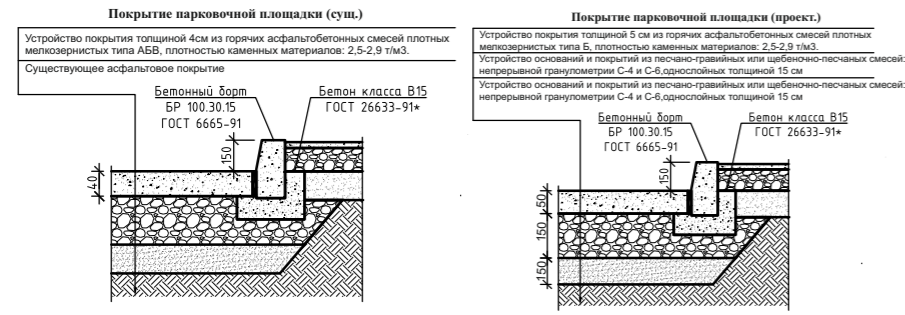 Покрытие парковочной площадки (сущ.)
Устройство покрытия толщиной 4см из горячих асфальтобетонных смесей плотных
мелкозернистых типа АБВ, плотностью каменных материалов: 2,5-2,9 т/м3.
Существующее асфальтовое покрытие
Бетонный борт
БР 100.30.15
ГОСТ 6665-91
Бетон класса В15
ГОСТ 26633-91*
150
40
Покрытие парковочной площадки (проект.)
Устройство покрытия толщиной 5 см из горячих асфальтобетонных смесей плотных
мелкозернистых типа Б, плотностью каменных материалов: 2,5-2,9 т/м3.
Устройство оснований и покрытий из песчано-гравийных или щебеночно-песчаных смесей:
непрерывной гранулометрии С-4 и С-6,однослойных толщиной 15 см
Устройство оснований и покрытий из песчано-гравийных или щебеночно-песчаных смесей:
непрерывной гранулометрии С-4 и С-6,однослойных толщиной 15 см
Бетонный борт
БР 100.30.15
ГОСТ 6665-91
Бетон класса В15
ГОСТ 26633-91*
150
50
150
150